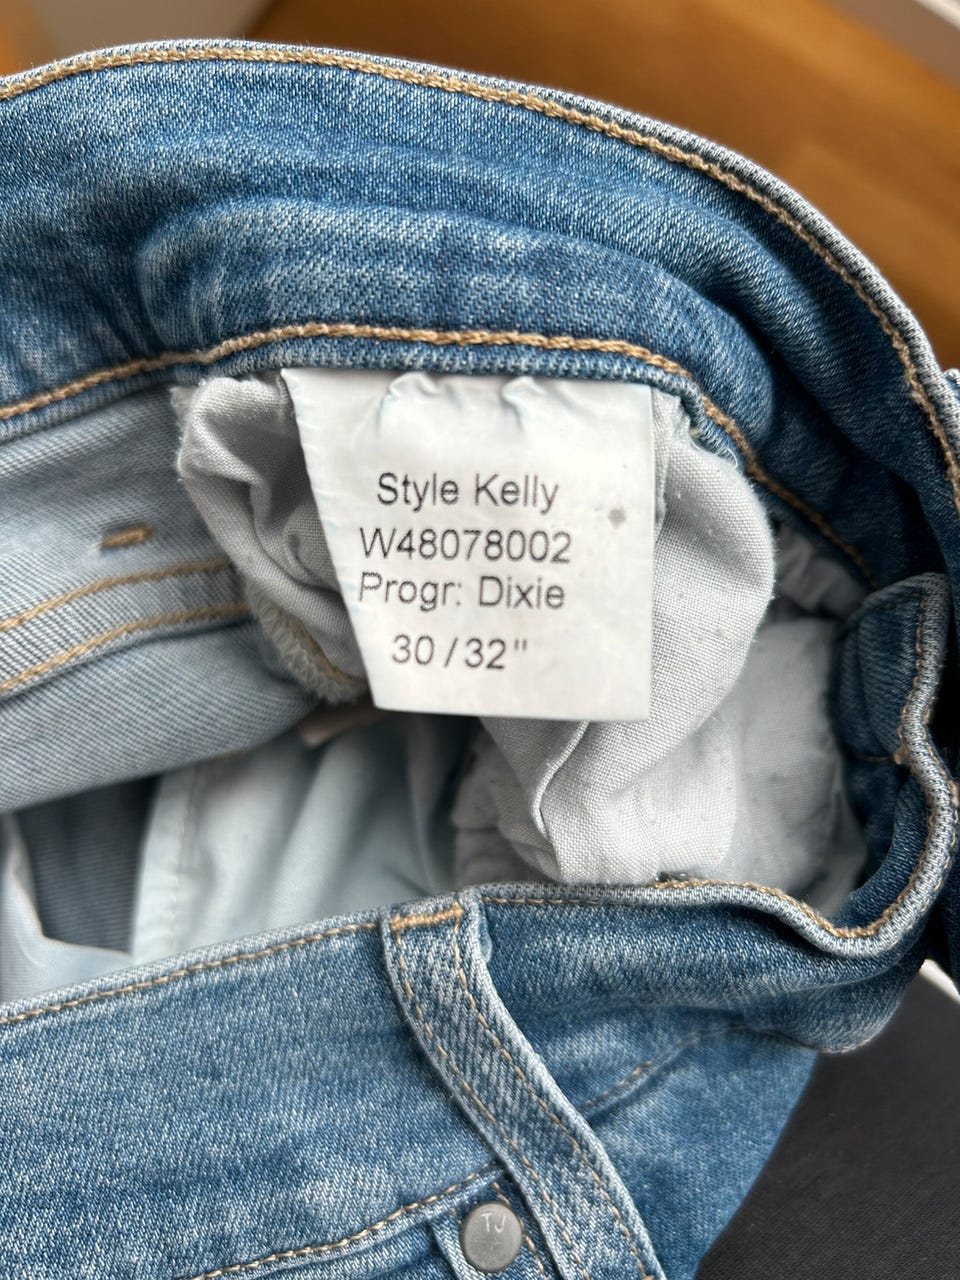 Style Kelly
W48078002
Progr: Dixie
30 / 32"
TJ